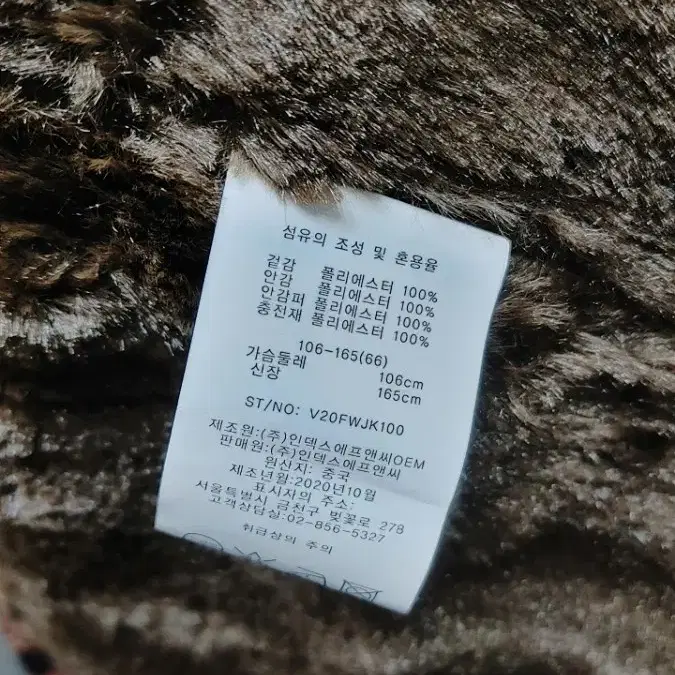 섬유의 조성 및 혼용율
겉감 폴리에스터 100%
안감 폴리에스터 100%
안감퍼 폴리에스터 100%
충전재 폴리에스터 100%
106-165(66)
가슴둘레 106cm
신장 165cm
ST/NO: V20FWJK100
제조원:(주)인덱스에프앤씨OEM
판매원:(주)인덱스에프앤씨
원산지: 중국
제조년월:2020년10월
표시자의 주소:
서울특별시 금천구 벚꽃로 278
고객상담실:02-856-5327
취급상의 주의